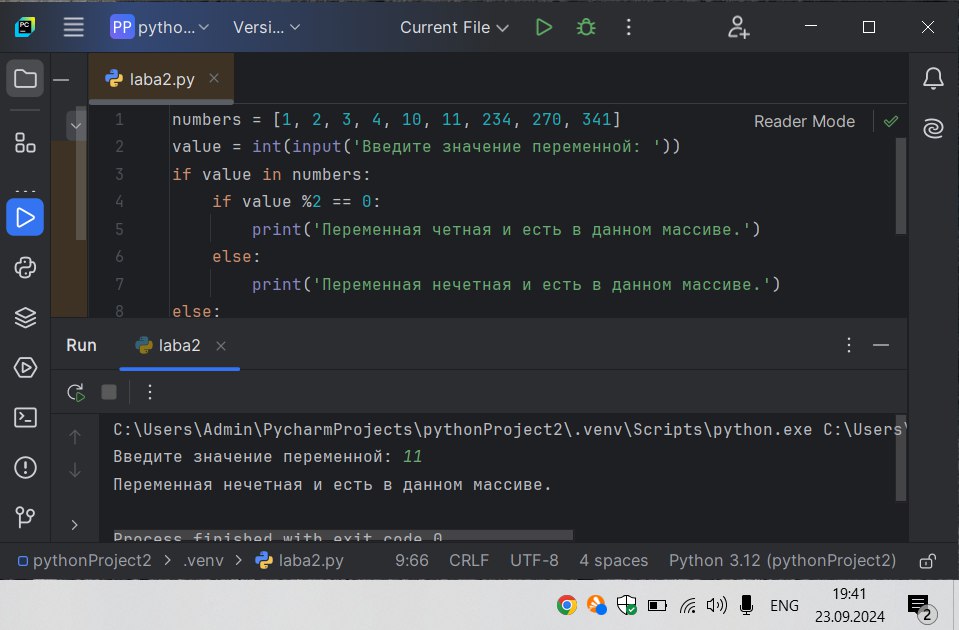 PC PP pytho... Versi... Current File
laba2.py
1 numbers = [1, 2, 3, 4, 10, 11, 234, 270, 341] Reader Mode
2 value = int(input('Введите значение переменной: '))
3 if value in numbers:
4 if value %2 == 0:
5 print('Переменная четная и есть в данном массиве.')
6 else:
7 print('Переменная нечетная и есть в данном массиве.')
8 else:
Run laba2
C:\Users\Admin\PycharmProjects\pythonProject2\.venv\Scripts\python.exe C:\Users\
Введите значение переменной: 11
Переменная нечетная и есть в данном массиве.
Process finished with exit code 0
pythonProject2 > .venv > laba2.py 9:66 CRLF UTF-8 4 spaces Python 3.12 (pythonProject2)
ENG 19:41
23.09.2024 2